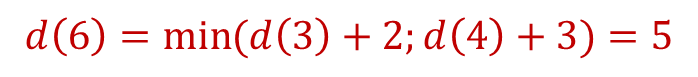 d(6) = min(d(3) + 2; d(4) + 3) = 5